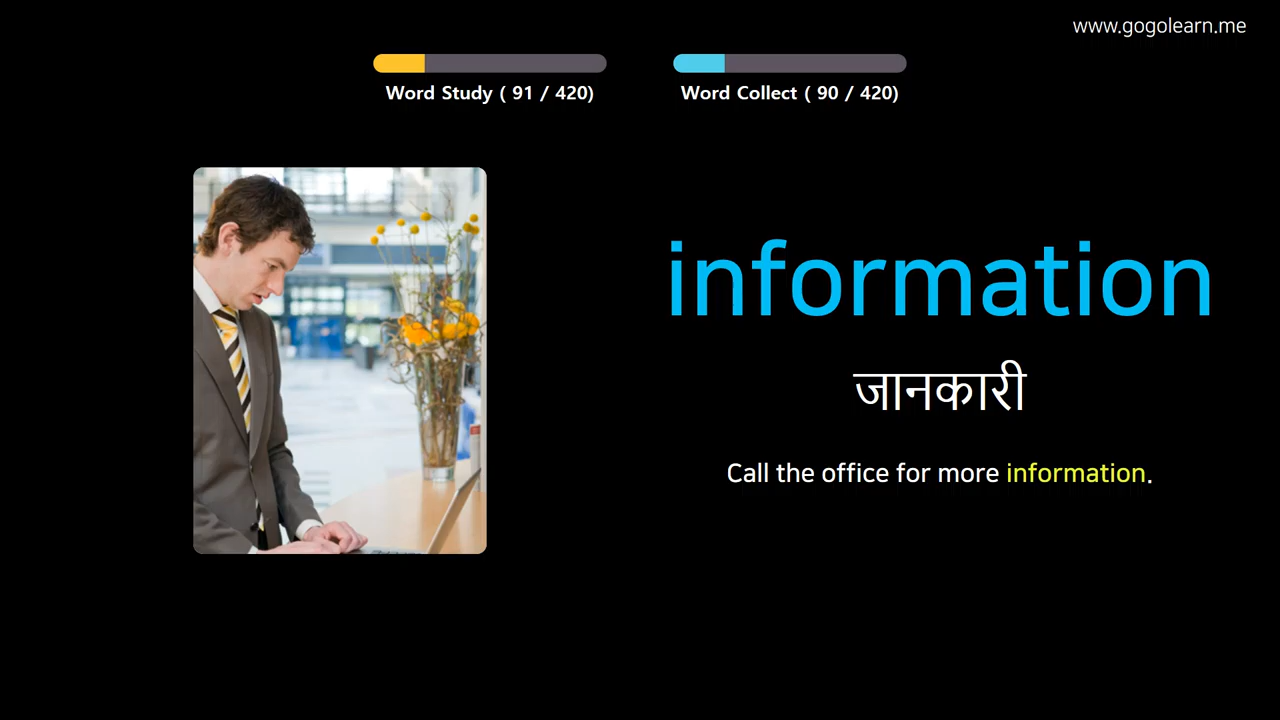 www.gogolearn.me
Word Study ( 91 / 420)
Word Collect ( 90 / 420)
information
जानकारी
Call the office for more information.